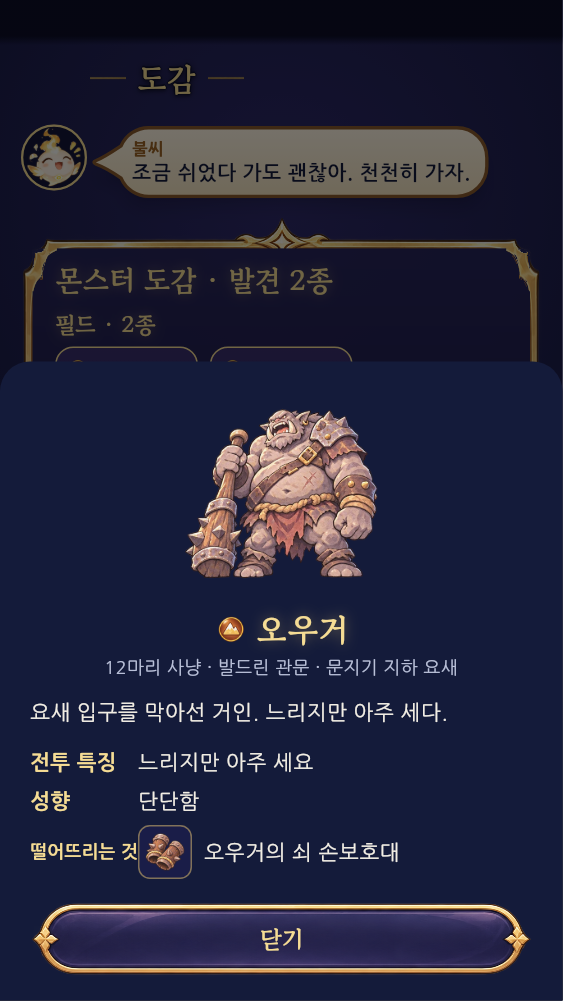 도감
불씨
조금 쉬었다 가도 괜찮아. 천천히 가자.
몬스터 도감 · 발견 2종
필드 · 2종
오우거
12마리 사냥 · 발드린 관문 · 문지기 지하 요새
요새 입구를 막아선 거인. 느리지만 아주 세다.
전투 특징 느리지만 아주 세요
성향 단단함
떨어뜨리는 것 오우거의 쇠 손보호대
닫기